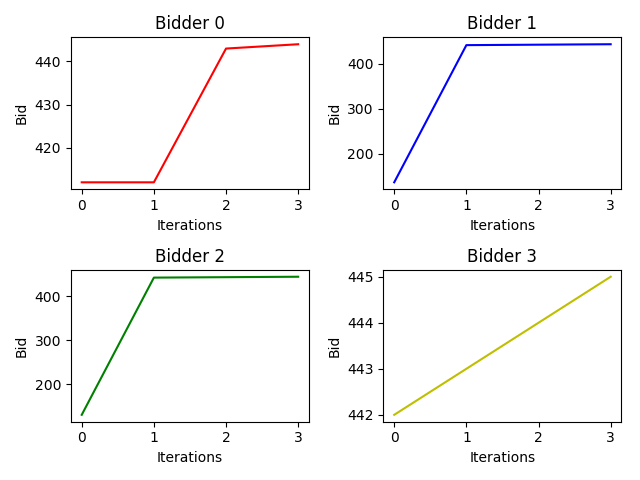 Bidder 0
Bid
440
430
420
0 1 2 3
Iterations
Bidder 1
Bid
400
300
200
0 1 2 3
Iterations
Bidder 2
Bid
400
300
200
0 1 2 3
Iterations
Bidder 3
Bid
445
444
443
442
0 1 2 3
Iterations